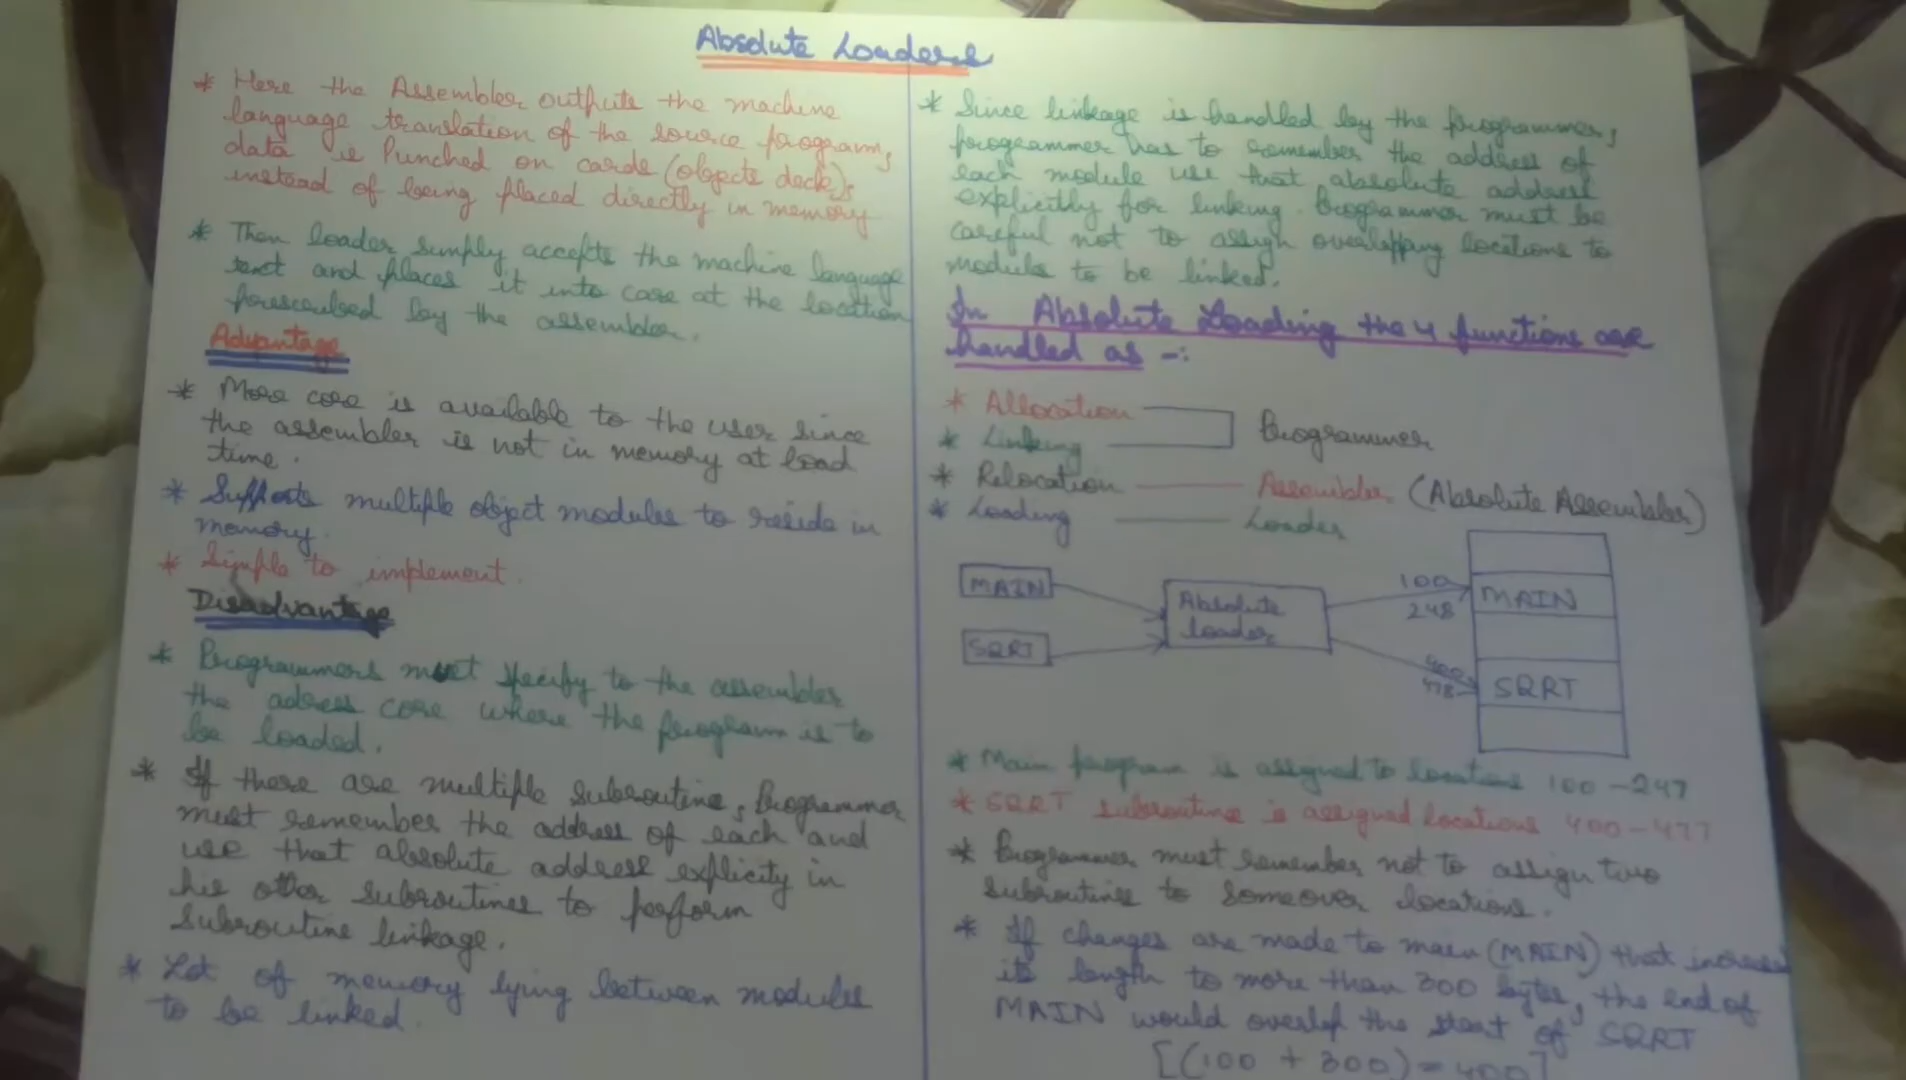 Absolute Loaders
* Here the Assembler outputs the machine
language translation of the source program,
data is Punched on cards (objects deck),
instead of being placed directly in memory
* Then loader simply accepts the machine language
text and places it into core at the location
prescribed by the assembler.
Advantage
* More core is available to the user since
the assembler is not in memory at load
time.
* Supports multiple object modules to reside in
memory.
* Simple to implement.
Disadvantage
* Programmers must specify to the assembler
the adress core where the program is to
be loaded.
* If there are multiple subroutine, Programmer
must remember the address of each and
use that absolute address explicity in
his other subroutines to perform
subroutine linkage.
* Lot of memory lying between modules
to be linked.
* Since linkage is handled by the programmer,
programmer has to remember the address of
each module use that absolute address
explicitly for linking. Programmer must be
careful not to assign overlapping locations to
modules to be linked.
In Absolute Loading the 4 functions are
handled as -:
* Allocation
* Linking
Programmer
* Relocation Assembler (Absolute Assembler)
* Loading Loader
MAIN
SQRT
Absolute
loader
100
248
400
478
MAIN
SQRT
* Main program is assigned to locations 100-247
* SQRT subroutine is assigned locations 400-477
* Programmer must remember not to assign two
subroutines to someover locations.
* If changes are made to main (MAIN) that increase
its length to more than 300 bytes, the end of
MAIN would overlap the start of SQRT
[(100 + 300) = 400]